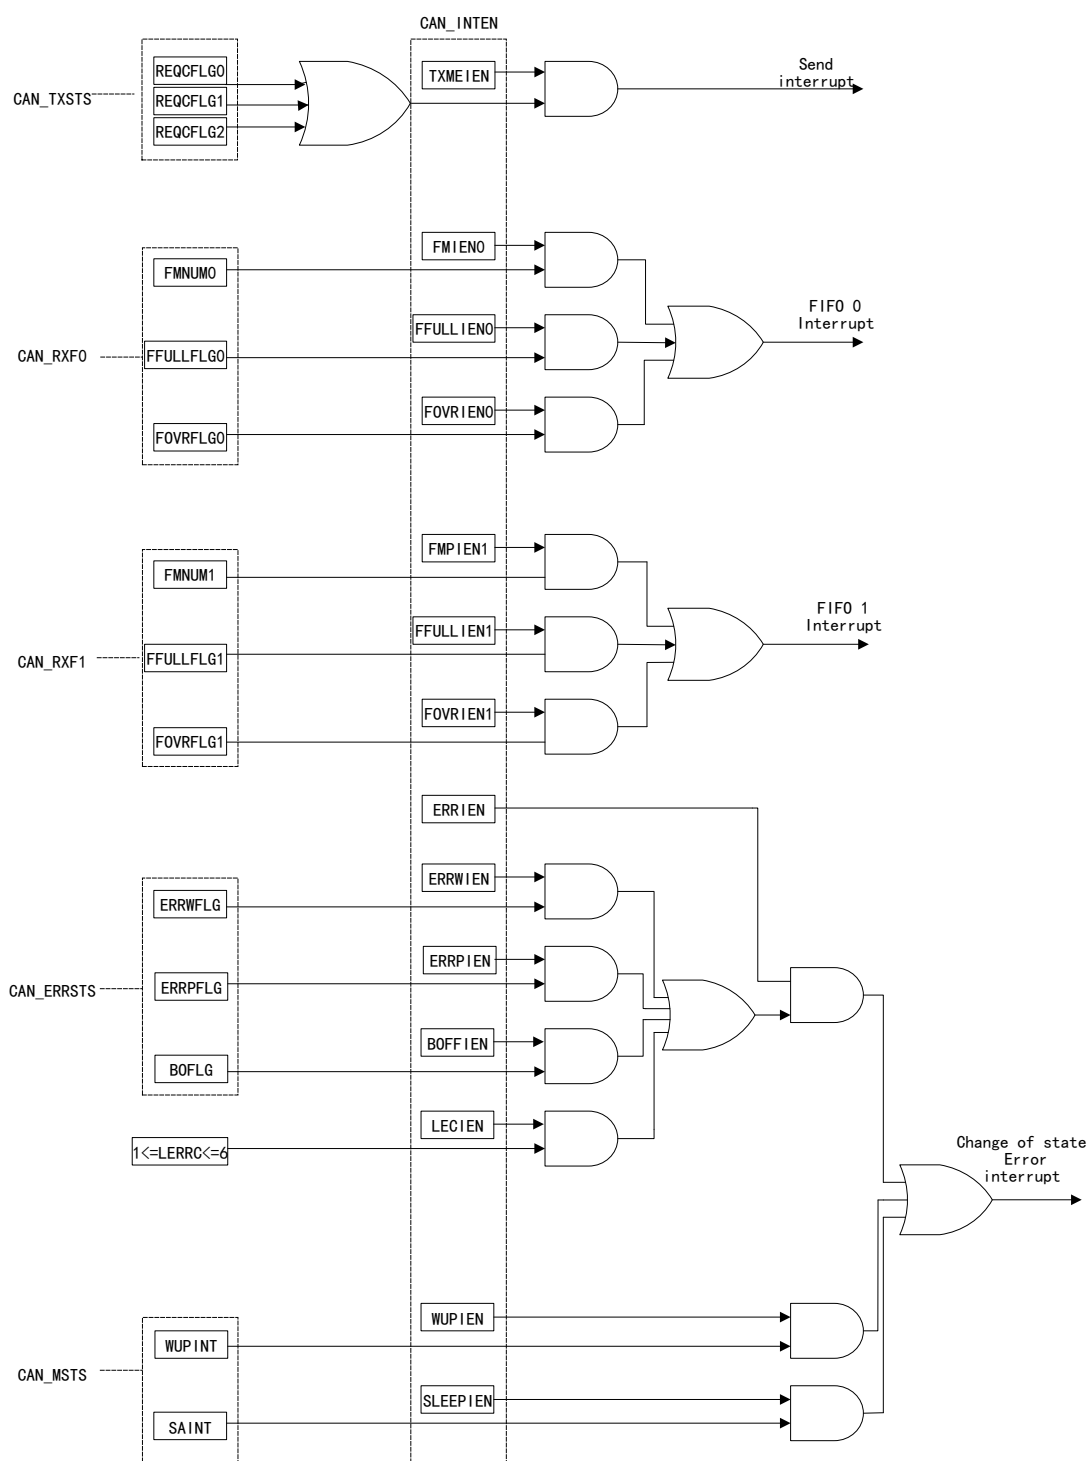 CAN_INTEN
REQCFLG0
TXMEIEN
Send
interrupt
CAN_TXSTS
REQCFLG1
REQCFLG2
FMIEN0
FMNUM0
FIFO 0
Interrupt
FFULLIEN0
CAN_RXF0
FFULLFLG0
FOVRIEN0
FOVRFLG0
FMPIEN1
FMNUM1
FIFO 1
Interrupt
FFULLIEN1
CAN_RXF1
FFULLFLG1
FOVRIEN1
FOVRFLG1
ERRIEN
ERRWIEN
ERRWFLG
ERRPIEN
CAN_ERRSTS
ERRPFLG
BOFFIEN
BOFLG
LECIEN
1<=LERRC<=6
Change of state
Error
interrupt
WUPIEN
WUPINT
CAN_MSTS
SLEEPIEN
SAINT